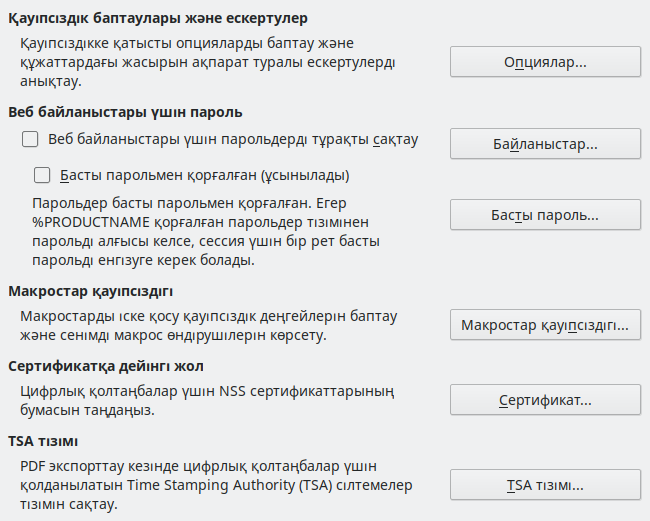 Қауіпсіздік баптаулары және ескертулер
Қауіпсіздікке қатысты опцияларды баптау және
құжаттардағы жасырын ақпарат туралы ескертулерді
анықтау.
Опциялар...
Веб байланыстары үшін пароль
Веб байланыстары үшін парольдерді тұрақты сақтау
Байланыстар...
Басты парольмен қорғалған (ұсынылады)
Парольдер басты парольмен қорғалған. Егер
%PRODUCTNAME қорғалған парольдер тізімінен
парольді алғысы келсе, сессия үшін бір рет басты
парольді енгізуге керек болады.
Басты пароль...
Макростар қауіпсіздігі
Макростарды іске қосу қауіпсіздік деңгейлерін баптау
және сенімді макрос өндірушілерін көрсету.
Макростар қауіпсіздігі...
Сертификатқа дейінгі жол
Цифрлық қолтаңбалар үшін NSS сертификаттарының
бумасын таңдаңыз.
Сертификат...
TSA тізімі
PDF экспорттау кезінде цифрлық қолтаңбалар үшін
қолданылатын Time Stamping Authority (TSA) сілтемелер
тізімін сақтау.
TSA тізімі...